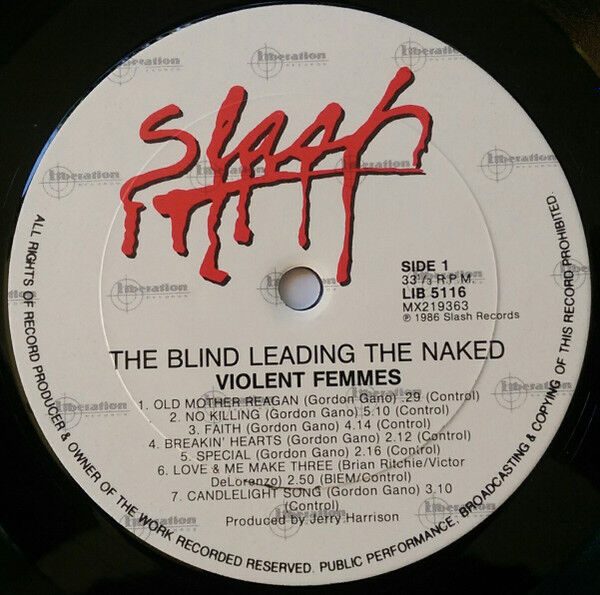 Slash
Liberation
RECORDS
SIDE 1
33⅓ R.P.M.
LIB 5116
MX219363
℗ 1986 Slash Records
THE BLIND LEADING THE NAKED
VIOLENT FEMMES
1. OLD MOTHER REAGAN (Gordon Gano) .29 (Control)
2. NO KILLING (Gordon Gano) 5.10 (Control)
3. FAITH (Gordon Gano) 4.14 (Control)
4. BREAKIN' HEARTS (Gordon Gano) 2.12 (Control)
5. SPECIAL (Gordon Gano) 2.16 (Control)
6. LOVE & ME MAKE THREE (Brian Ritchie/Victor
DeLorenzo) 2.50 (BIEM/Control)
7. CANDLELIGHT SONG (Gordon Gano) 3.10
(Control)
Produced by Jerry Harrison
ALL RIGHTS OF RECORD PRODUCER & OWNER OF THE WORK RECORDED RESERVED. PUBLIC PERFORMANCE, BROADCASTING & COPYING OF THIS RECORD PROHIBITED.